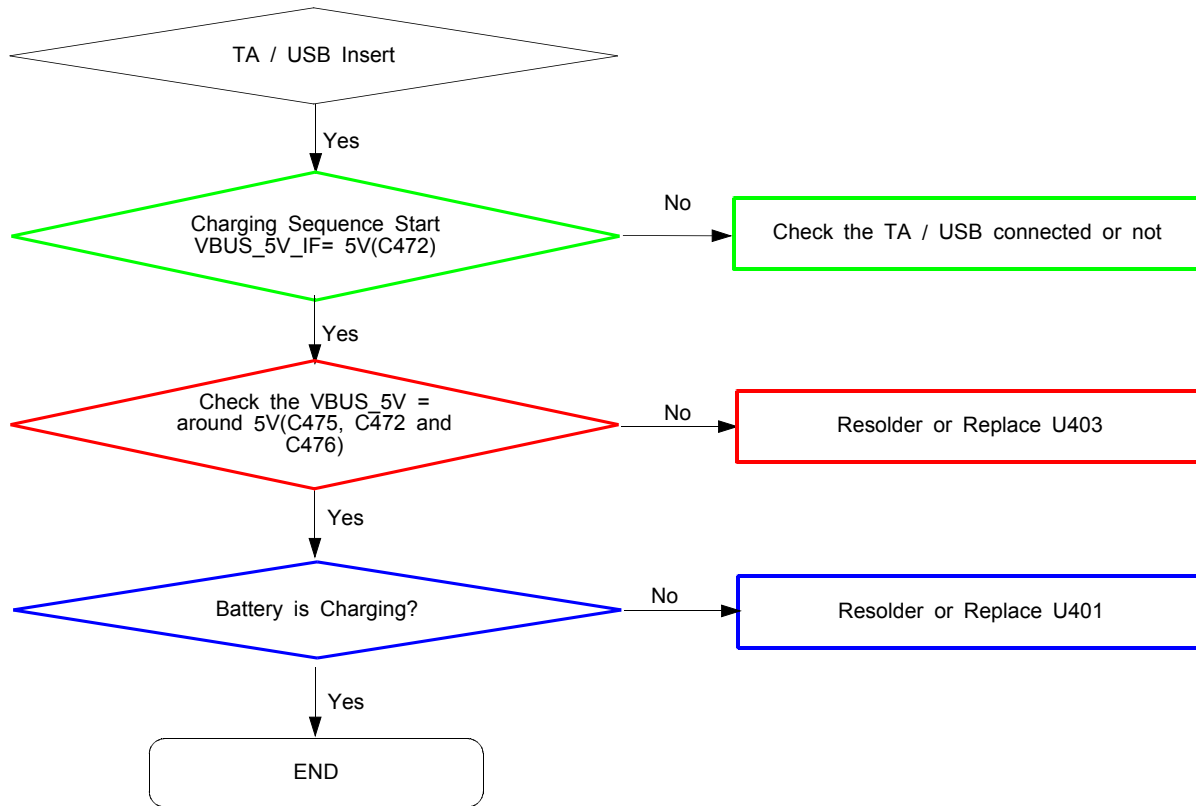 TA / USB Insert
Yes
Charging Sequence Start
VBUS_5V_IF= 5V(C472)
No
Check the TA / USB connected or not
Yes
Check the VBUS_5V =
around 5V(C475, C472 and
C476)
No
Resolder or Replace U403
Yes
Battery is Charging?
No
Resolder or Replace U401
Yes
END